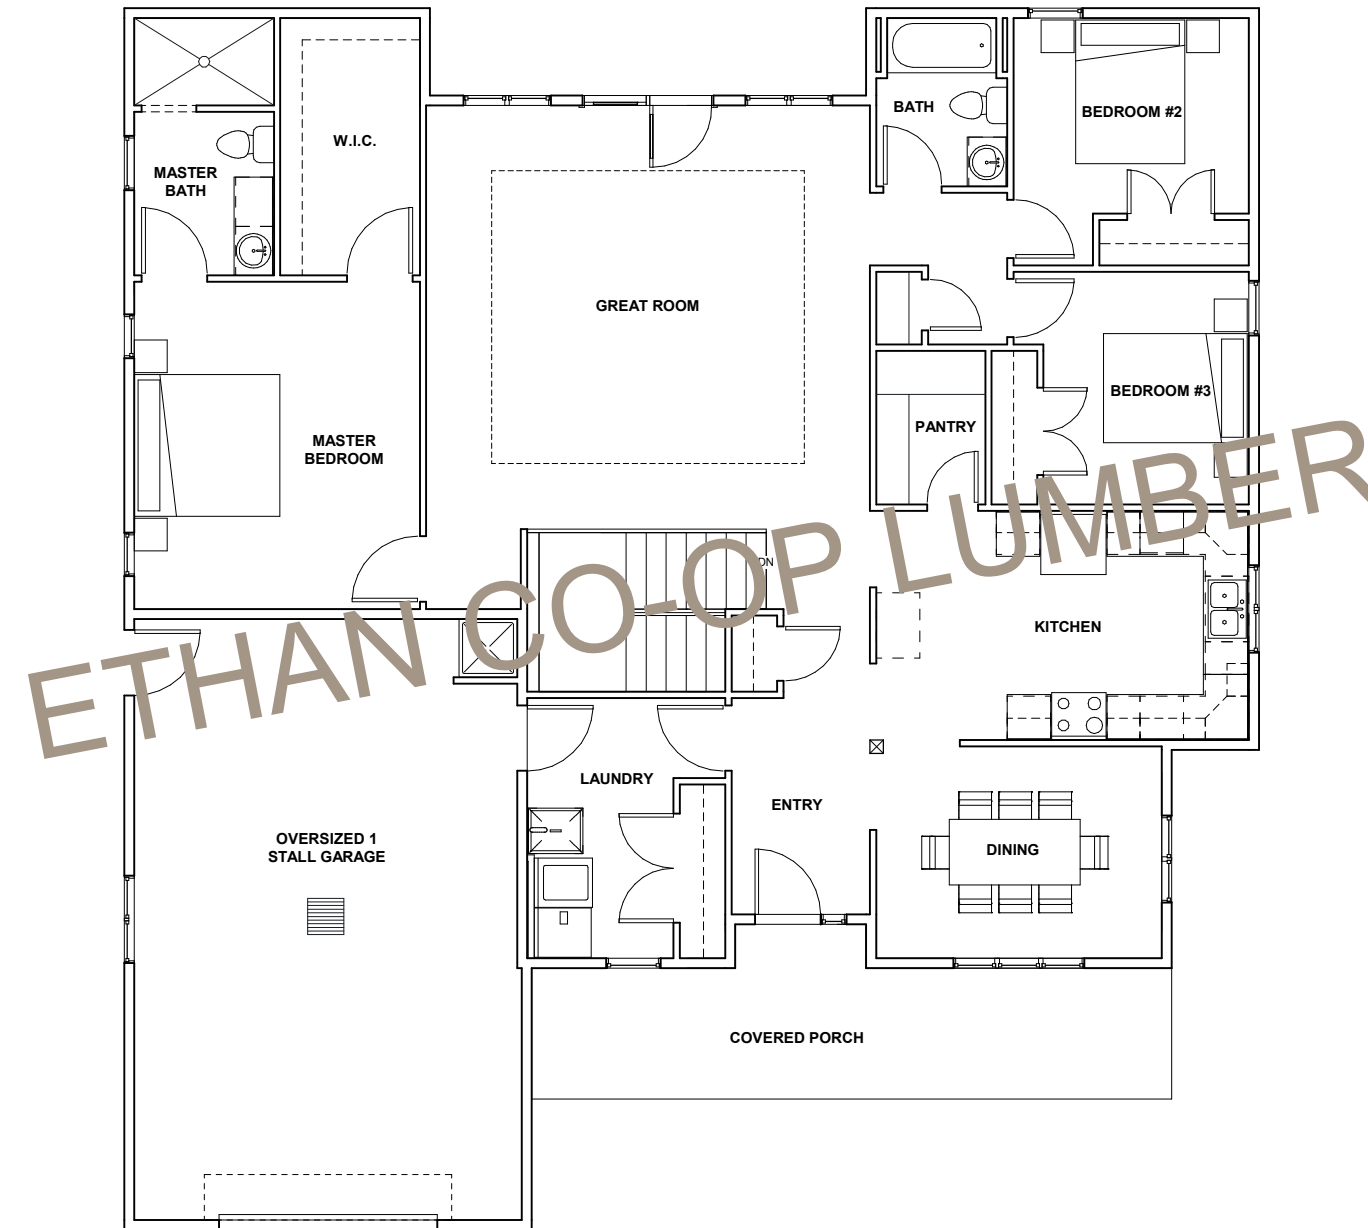 BATH
BEDROOM #2
W.I.C.
MASTER
BATH
GREAT ROOM
BEDROOM #3
PANTRY
MASTER
BEDROOM
ETHAN CO-OP LUMBER
DN
KITCHEN
LAUNDRY
ENTRY
OVERSIZED 1
STALL GARAGE
DINING
COVERED PORCH